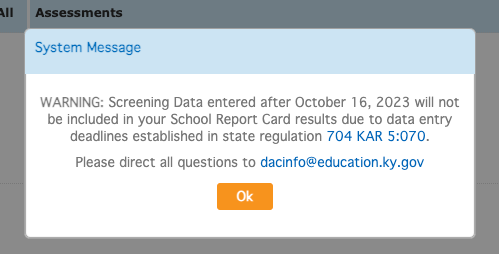 All Assessments
System Message
WARNING: Screening Data entered after October 16, 2023 will not
be included in your School Report Card results due to data entry
deadlines established in state regulation 704 KAR 5:070.
Please direct all questions to dacinfo@education.ky.gov
Ok